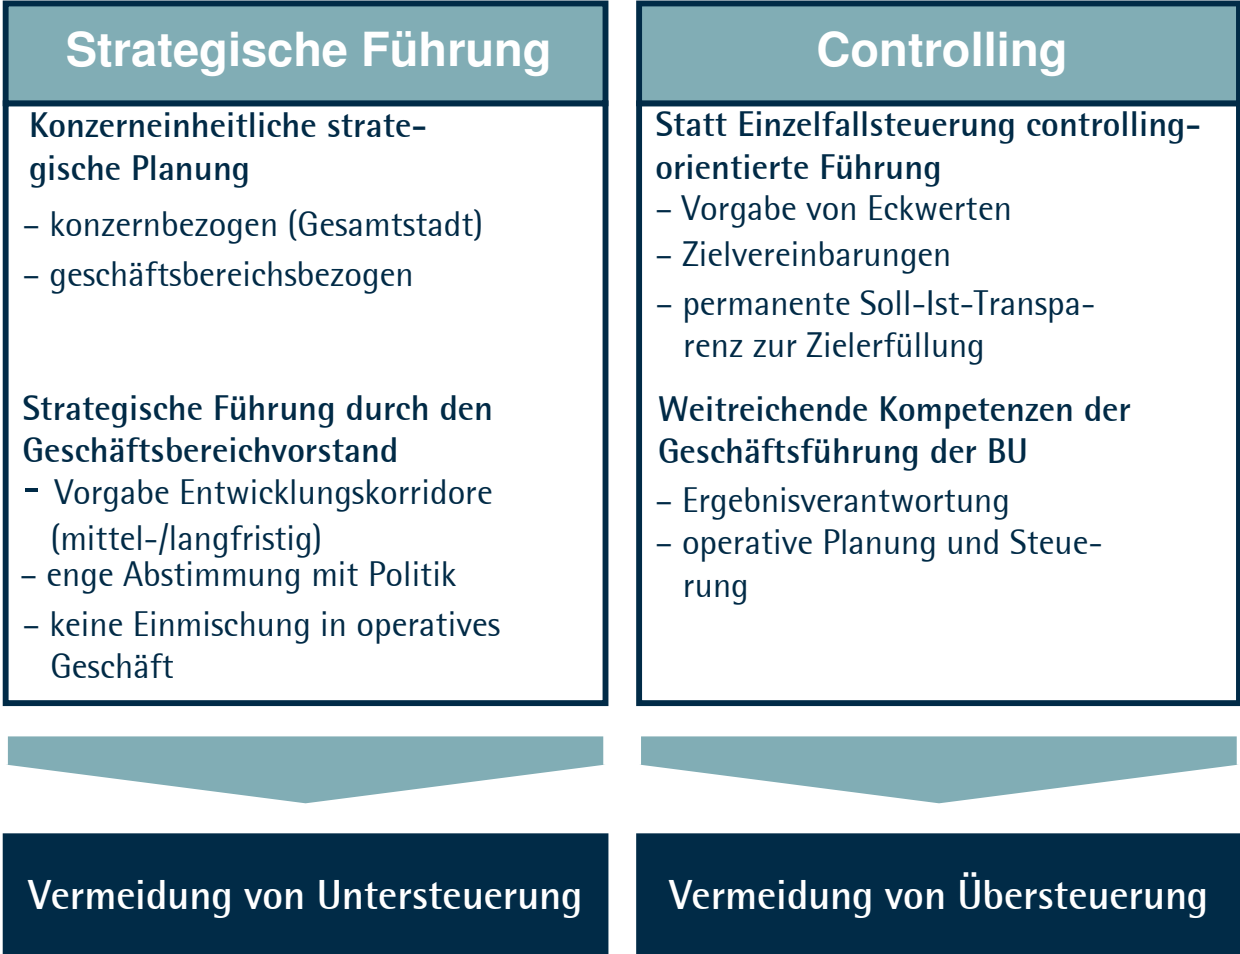 Strategische Führung
Konzerneinheitliche strate-
gische Planung
– konzernbezogen (Gesamtstadt)
– geschäftsbereichsbezogen
Strategische Führung durch den
Geschäftsbereichvorstand
- Vorgabe Entwicklungskorridore
(mittel-/langfristig)
– enge Abstimmung mit Politik
– keine Einmischung in operatives
Geschäft
Vermeidung von Untersteuerung
Controlling
Statt Einzelfallsteuerung controlling-
orientierte Führung
– Vorgabe von Eckwerten
– Zielvereinbarungen
– permanente Soll-Ist-Transpa-
renz zur Zielerfüllung
Weitreichende Kompetenzen der
Geschäftsführung der BU
– Ergebnisverantwortung
– operative Planung und Steue-
rung
Vermeidung von Übersteuerung